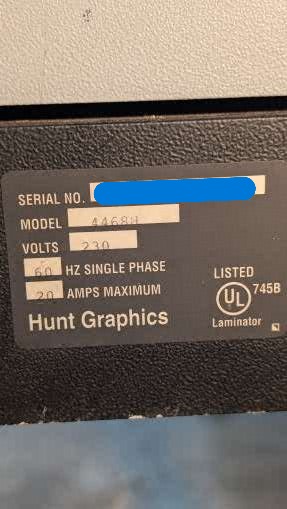 SERIAL NO.
MODEL 4468H
VOLTS 230
60 HZ SINGLE PHASE
20 AMPS MAXIMUM
Hunt Graphics
LISTED
UL 745B
Laminator